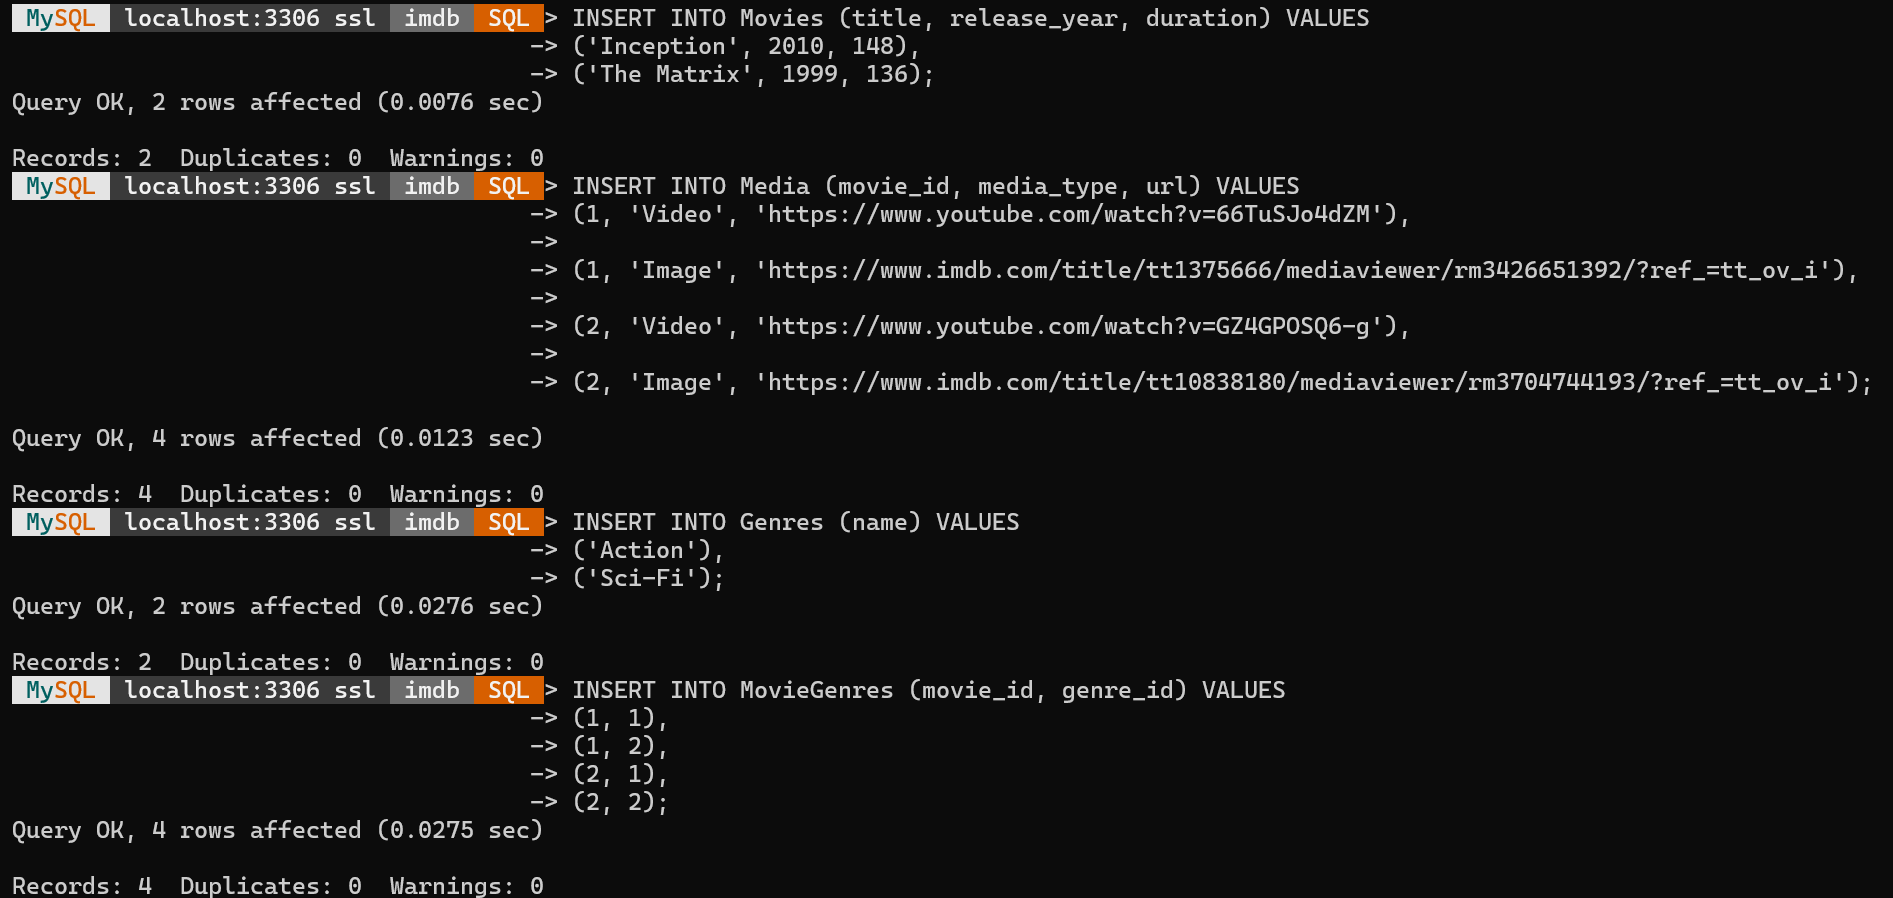 MySQL localhost:3306 ssl imdb SQL > INSERT INTO Movies (title, release_year, duration) VALUES
-> ('Inception', 2010, 148),
-> ('The Matrix', 1999, 136);
Query OK, 2 rows affected (0.0076 sec)
Records: 2  Duplicates: 0  Warnings: 0
MySQL localhost:3306 ssl imdb SQL > INSERT INTO Media (movie_id, media_type, url) VALUES
-> (1, 'Video', 'https://www.youtube.com/watch?v=66TuSJo4dZM'),
->
-> (1, 'Image', 'https://www.imdb.com/title/tt1375666/mediaviewer/rm3426651392/?ref_=tt_ov_i'),
->
-> (2, 'Video', 'https://www.youtube.com/watch?v=GZ4GPOSQ6-g'),
->
-> (2, 'Image', 'https://www.imdb.com/title/tt10838180/mediaviewer/rm3704744193/?ref_=tt_ov_i');
Query OK, 4 rows affected (0.0123 sec)
Records: 4  Duplicates: 0  Warnings: 0
MySQL localhost:3306 ssl imdb SQL > INSERT INTO Genres (name) VALUES
-> ('Action'),
-> ('Sci-Fi');
Query OK, 2 rows affected (0.0276 sec)
Records: 2  Duplicates: 0  Warnings: 0
MySQL localhost:3306 ssl imdb SQL > INSERT INTO MovieGenres (movie_id, genre_id) VALUES
-> (1, 1),
-> (1, 2),
-> (2, 1),
-> (2, 2);
Query OK, 4 rows affected (0.0275 sec)
Records: 4  Duplicates: 0  Warnings: 0